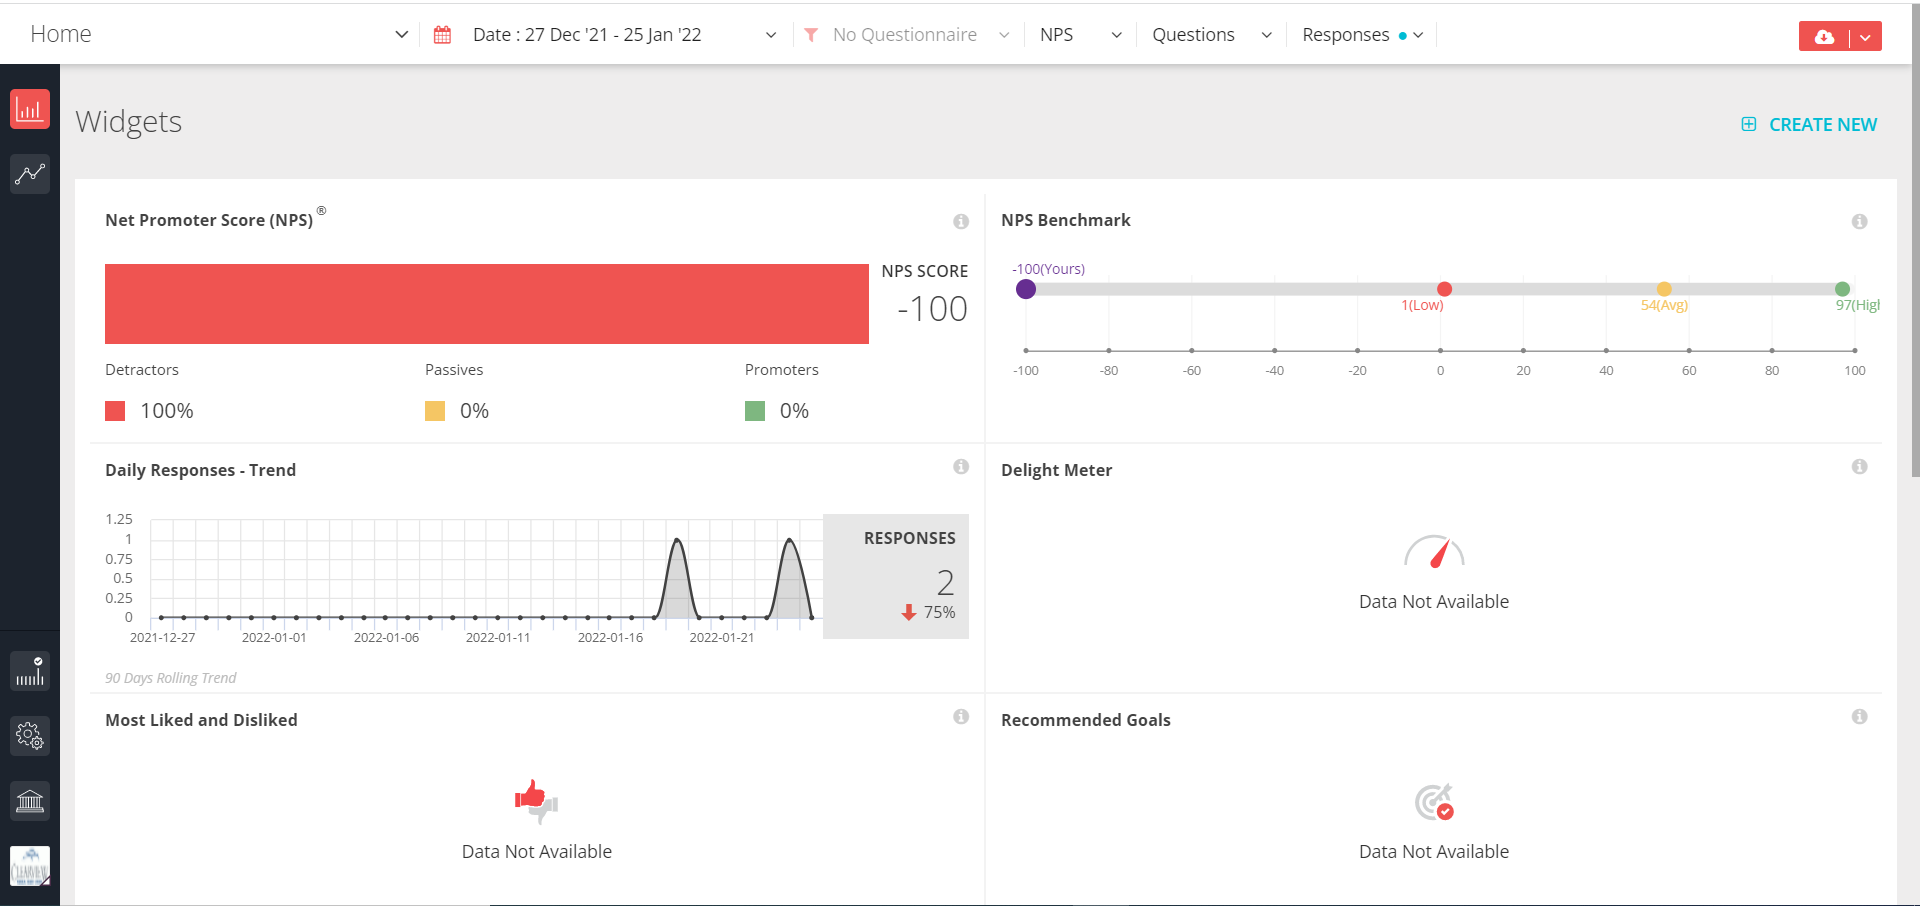 Home
Date : 27 Dec '21 - 25 Jan '22
No Questionnaire
NPS
Questions
Responses
Widgets
CREATE NEW
Net Promoter Score (NPS) ®
NPS SCORE
-100
Detractors
Passives
Promoters
100%
0%
0%
NPS Benchmark
-100(Yours)
1(Low)
54(Avg)
97(High
-100
-80
-60
-40
-20
0
20
40
60
80
100
Daily Responses - Trend
1.25
1
0.75
0.5
0.25
0
2021-12-27
2022-01-01
2022-01-06
2022-01-11
2022-01-16
2022-01-21
RESPONSES
2
75%
90 Days Rolling Trend
Delight Meter
Data Not Available
Most Liked and Disliked
Data Not Available
Recommended Goals
Data Not Available
CLEARVIEW